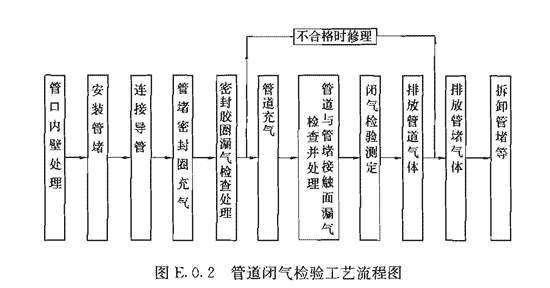 不合格时修理
管口内壁处理
安装管堵
连接导管
管堵密封圈充气
密封胶圈漏气检查处理
管道充气
管道与管堵接触面漏气
检查并处理
闭气检验测定
排放管道气体
排放管堵气体
拆卸管堵等
图 E.0.2 管道闭气检验工艺流程图